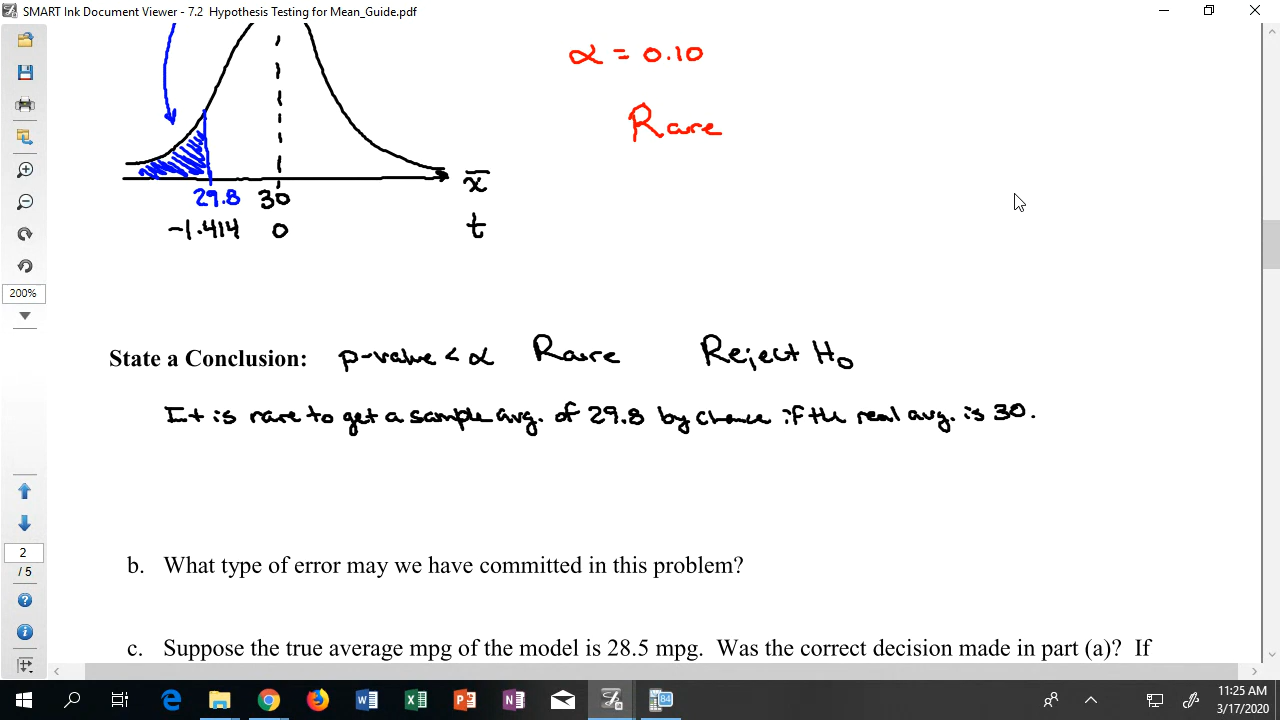 SMART Ink Document Viewer - 7.2 Hypothesis Testing for Mean_Guide.pdf
α = 0.10
Rare
29.8 30 x̄
-1.414 0 t
200%
State a Conclusion: p-value < α Rare Reject H₀
It is rare to get a sample avg. of 29.8 by chance if the real avg. is 30.
2
/ 5
b. What type of error may we have committed in this problem?
c. Suppose the true average mpg of the model is 28.5 mpg. Was the correct decision made in part (a)? If
11:25 AM
3/17/2020